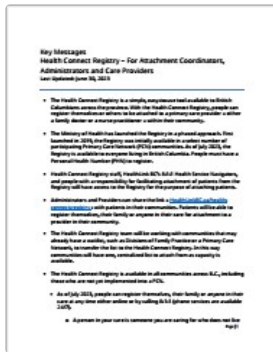 Key Messages
Health Connect Registry – For Attachment Coordinators,
Administrators and Care Providers
Last Updated: June 30, 2023
• The Health Connect Registry is a simple, easy-to-use tool available to British
Columbians across the province. With the Health Connect Registry, people can
register themselves or others to be attached to a primary care provider – either
a family doctor or a nurse practitioner – within their community.
• The Ministry of Health has launched the Registry in a phased approach. First
launched in 2019, the Registry was initially available in a select number of
participating Primary Care Network (PCN) communities. As of July 2023, the
Registry is available to everyone living in British Columbia. People must have a
Personal Health Number (PHN) to register.
• Health Connect Registry staff, HealthLink BC's 8-1-1 Health Service Navigators,
and people with a responsibility for facilitating attachment of patients from the
Registry will have access to the Registry for the purpose of attaching patients.
• Administrators and Providers can share the link
with patients in their communities. Patients will be able to
register themselves, their family or anyone in their care for attachment to a
provider in their community.
• The Health Connect Registry team will be working with communities that may
already have a waitlist, such as Divisions of Family Practice or a Primary Care
Network, to transfer the list to the Health Connect Registry. In this way
communities will have one, centralized list to attach from as capacity is
available.
• The Health Connect Registry is available in all communities across B.C., including
those who are not yet implemented into a PCN.
• As of July 2023, people can register themselves, their family or anyone in their
care at any time either online or by calling 8-1-1 (phone services are available
24/7).
A person in your care is someone you are caring for who does not live